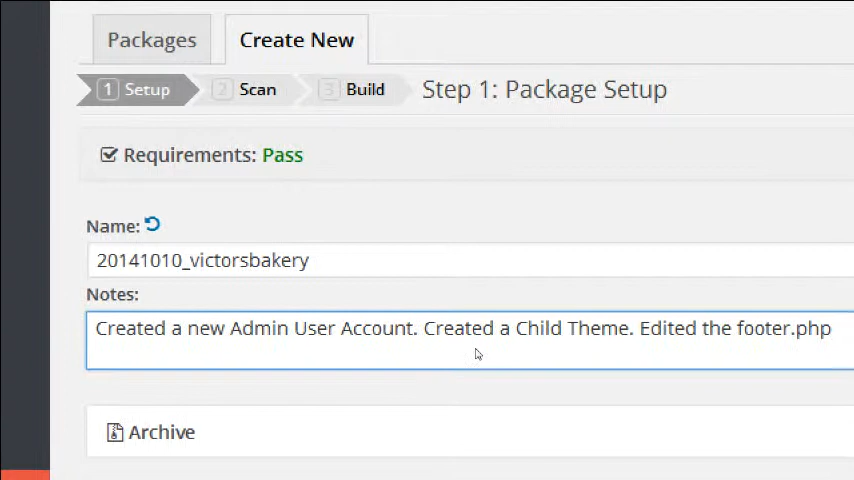 Packages
Create New
1 Setup
2 Scan
3 Build
Step 1: Package Setup
Requirements: Pass
Name:
20141010_victorsbakery
Notes:
Created a new Admin User Account. Created a Child Theme. Edited the footer.php
Archive